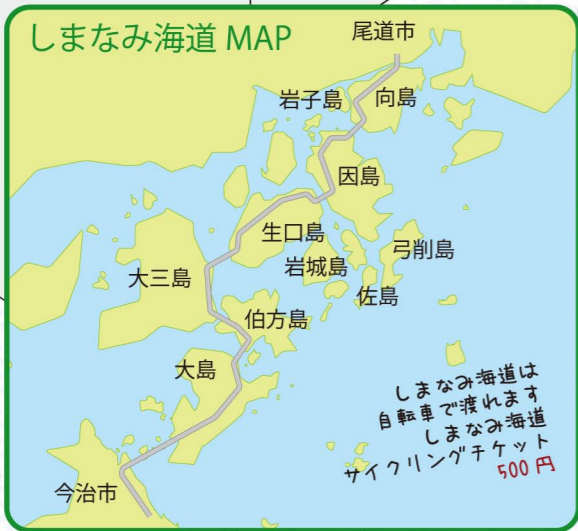 しまなみ海道 MAP
尾道市
岩子島
向島
因島
生口島
弓削島
岩城島
大三島
佐島
伯方島
大島
今治市
しまなみ海道は
自転車で渡れます
しまなみ海道
サイクリングチケット
500 円